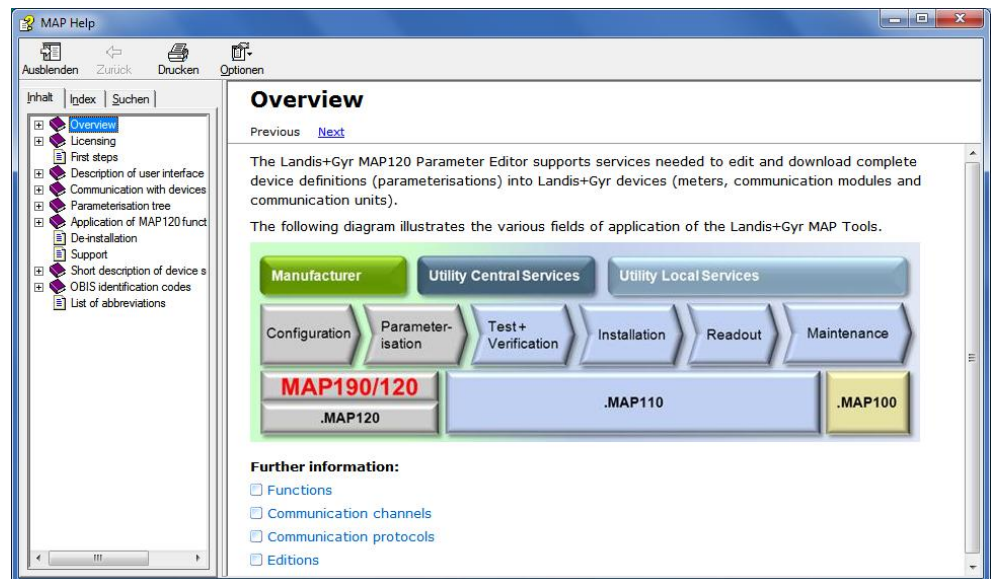 MAP Help
Ausblenden Zurück Drucken Optionen
Inhalt Index Suchen
Overview
Licensing
First steps
Description of user interface
Communication with devices
Parameterisation tree
Application of MAP120 funct
De-installation
Support
Short description of device s
OBIS identification codes
List of abbreviations
Overview
Previous Next
The Landis+Gyr MAP120 Parameter Editor supports services needed to edit and download complete
device definitions (parameterisations) into Landis+Gyr devices (meters, communication modules and
communication units).
The following diagram illustrates the various fields of application of the Landis+Gyr MAP Tools.
Manufacturer Utility Central Services Utility Local Services
Configuration
Parameter-
isation
Test+
Verification
Installation
Readout
Maintenance
MAP190/120
.MAP120
.MAP110
.MAP100
Further information:
Functions
Communication channels
Communication protocols
Editions